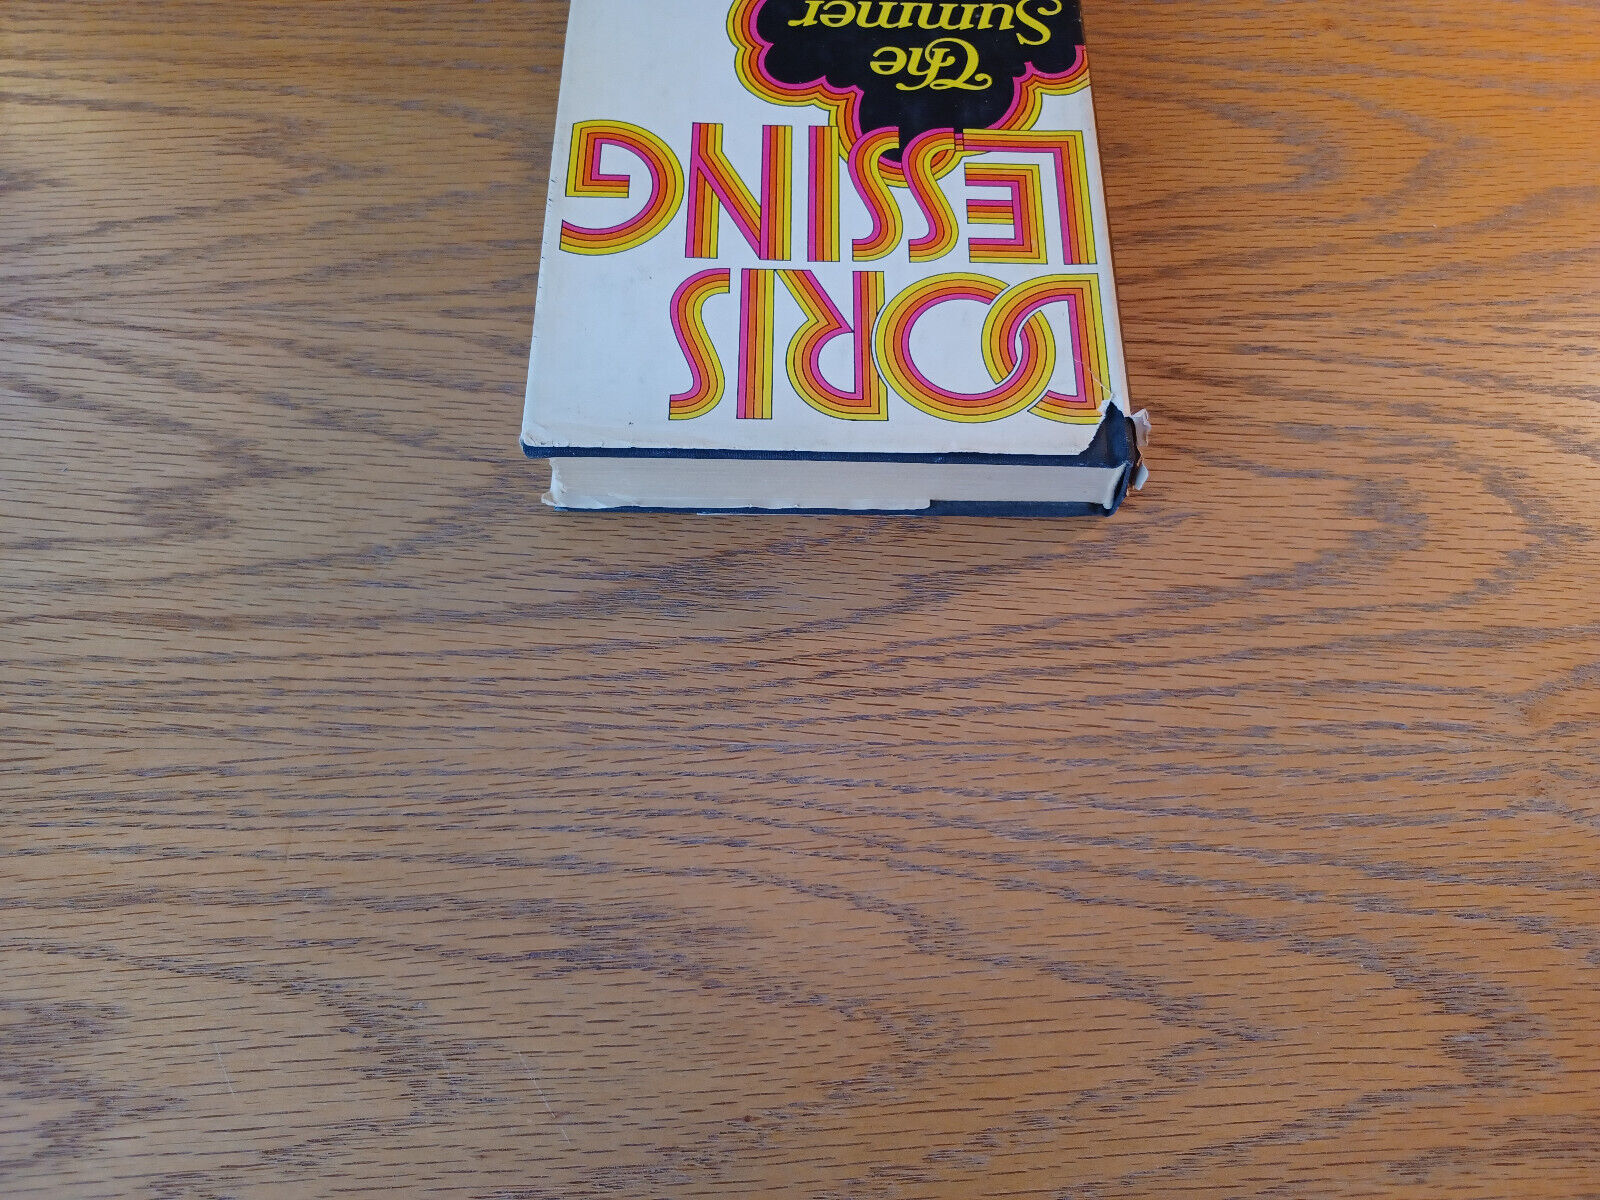 DORIS
LESSING
The
Summer